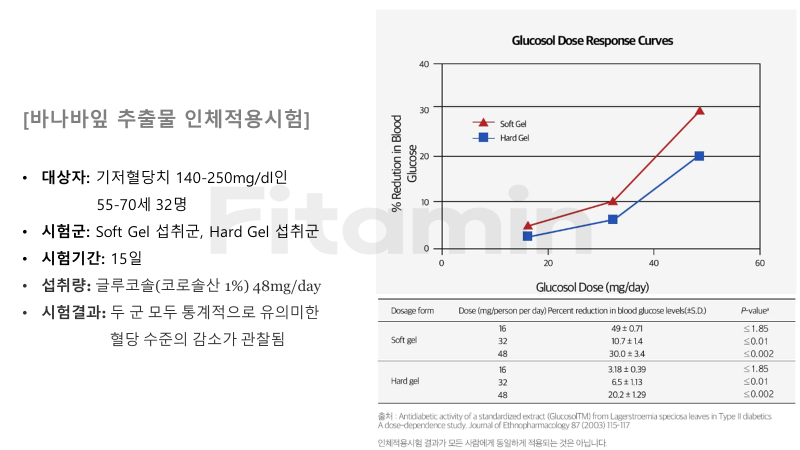 [바나바잎 추출물 인체적용시험]
• 대상자: 기저혈당치 140-250mg/dl인
55-70세 32명
• 시험군: Soft Gel 섭취군, Hard Gel 섭취군
• 시험기간: 15일
• 섭취량: 글루코솔(코로솔산 1%) 48mg/day
• 시험결과: 두 군 모두 통계적으로 유의미한
혈당 수준의 감소가 관찰됨
Fitamin
Glucosol Dose Response Curves
% Redution in Blood
Glucose
40
30
20
10
0
Soft Gel
Hard Gel
0 20 40 60
Glucosol Dose (mg/day)
Dosage form Dose (mg/person per day) Percent reduction in blood glucose levels(±S.D.) P-valueª
16 49 ± 0.71 ≤1.85
Soft gel 32 10.7 ± 1.4 ≤0.01
48 30.0 ± 3.4 ≤0.002
16 3.18 ± 0.39 ≤1.85
Hard gel 32 6.5 ± 1.13 ≤0.01
48 20.2 ± 1.29 ≤0.002
출처 : Antidiabetic activity of a standardized extract (GlucosolTM) from Lagerstroemia speciosa leaves in Type II diabetics
A dose-dependence study. Journal of Ethnopharmacology 87 (2003) 115-117
인체적용시험 결과가 모든 사람에게 동일하게 적용되는 것은 아닙니다.